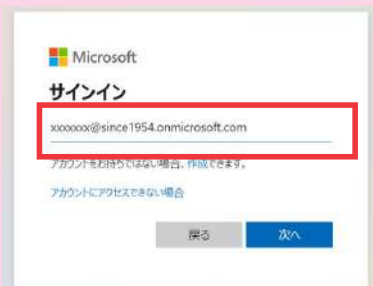 Microsoft
サインイン
xxxxxxx@since1954.onmicrosoft.com
アカウントをお持ちではない場合、作成できます。
アカウントにアクセスできない場合
戻る
次へ